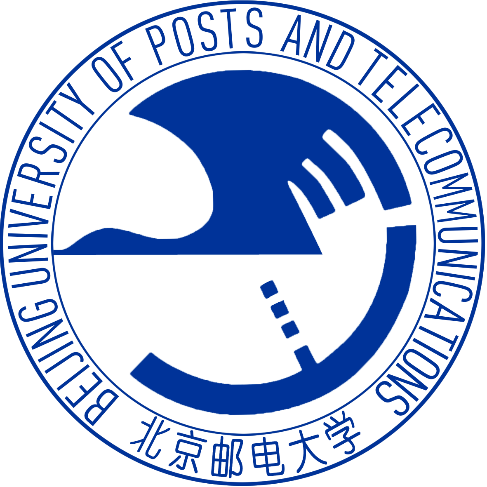 BEIJING UNIVERSITY OF POSTS AND TELECOMMUNICATIONS
北京邮电大学